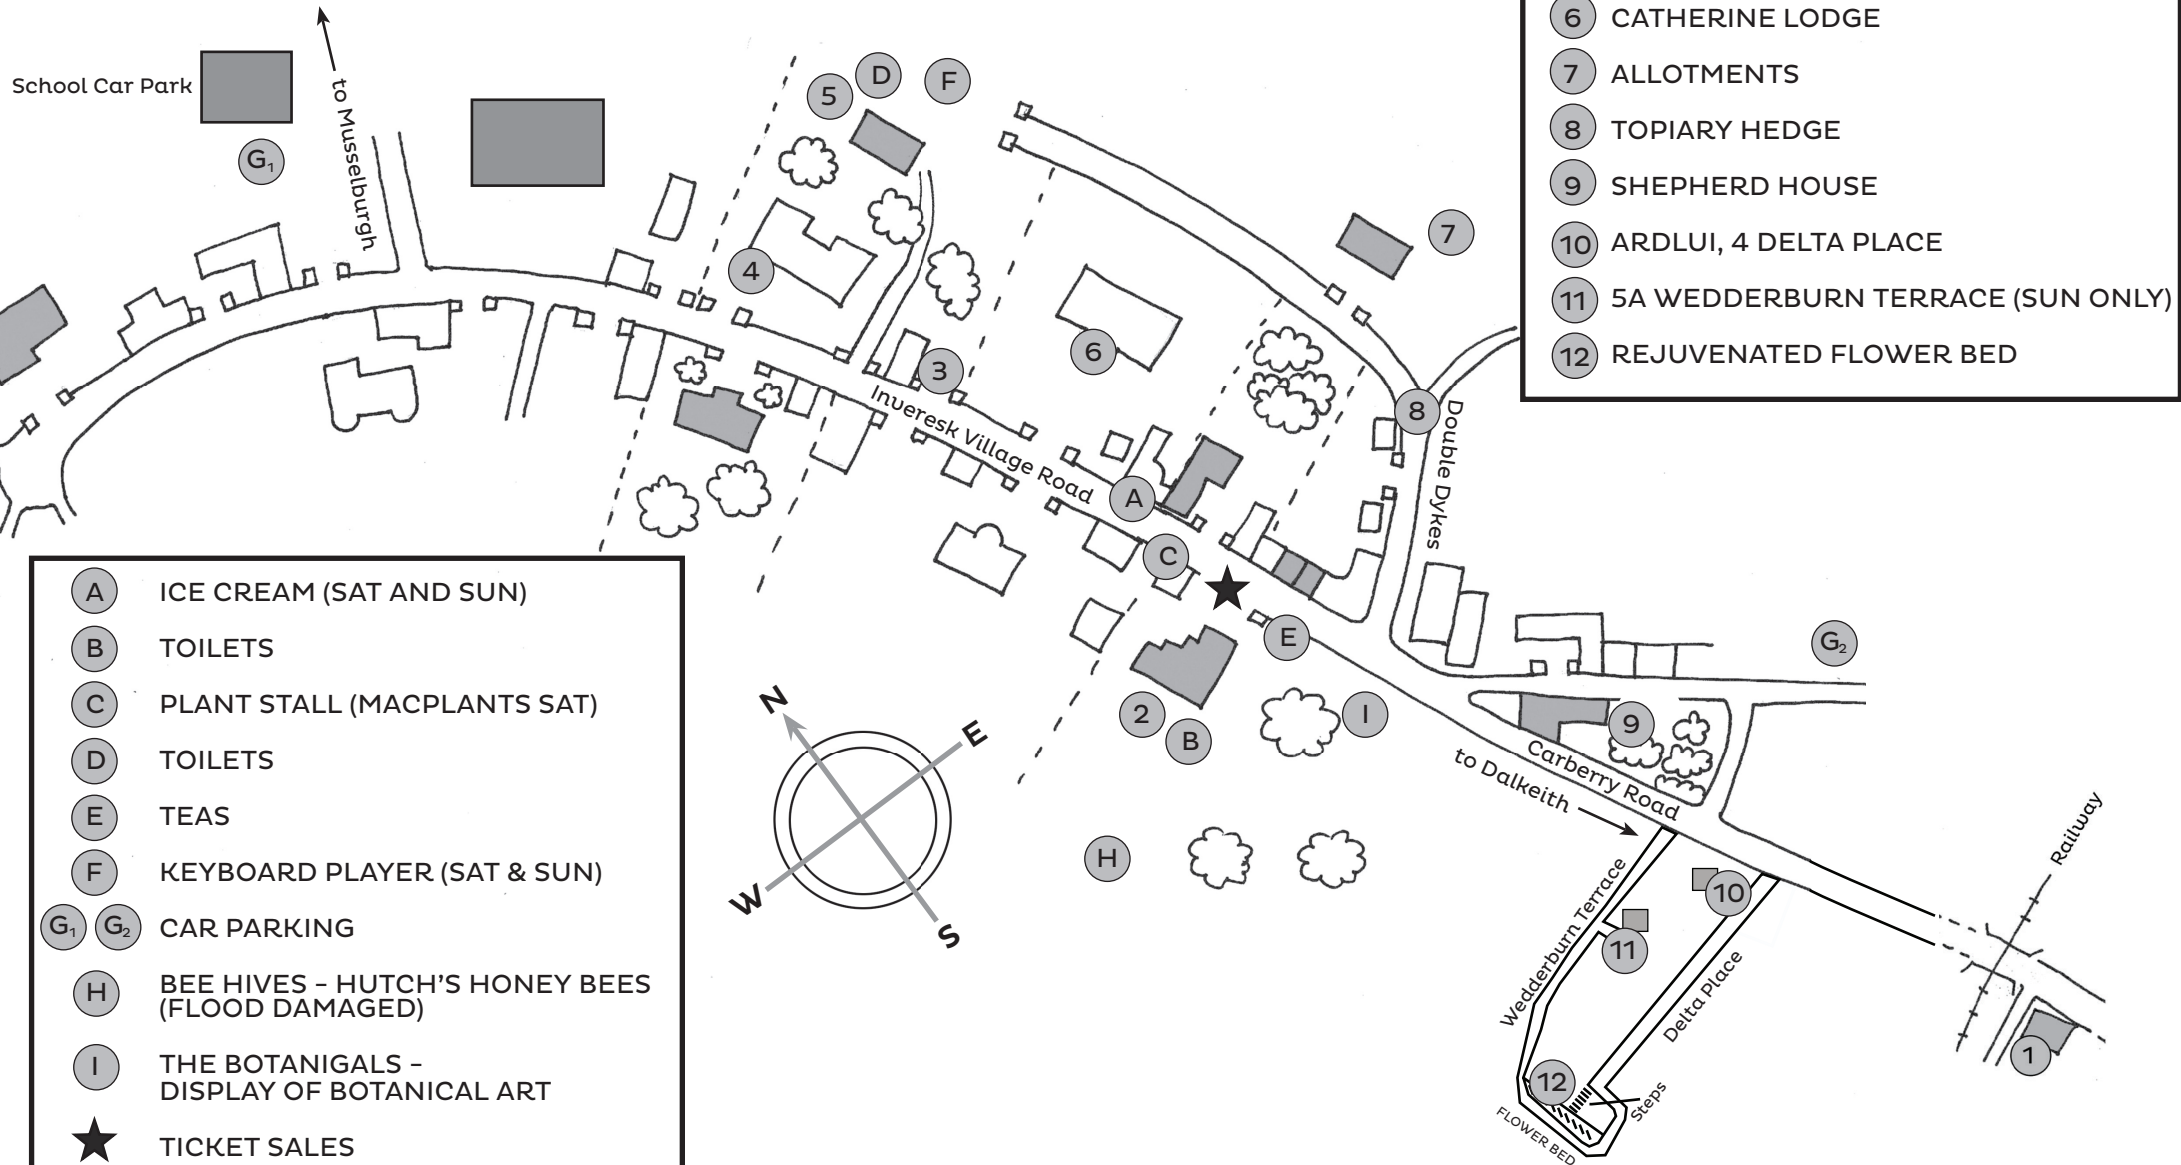 6 CATHERINE LODGE
7 ALLOTMENTS
8 TOPIARY HEDGE
9 SHEPHERD HOUSE
10 ARDLUI, 4 DELTA PLACE
11 5A WEDDERBURN TERRACE (SUN ONLY)
12 REJUVENATED FLOWER BED
School Car Park
G₁
to Musselburgh
5
D
F
4
3
6
7
8
Inveresk Village Road
Double Dykes
A
C
E
2
B
I
H
G₂
9
Carberry Road
to Dalkeith
Railway
10
11
Wedderburn Terrace
Delta Place
12
Steps
FLOWER BED
1
N
E
W
S
A ICE CREAM (SAT AND SUN)
B TOILETS
C PLANT STALL (MACPLANTS SAT)
D TOILETS
E TEAS
F KEYBOARD PLAYER (SAT & SUN)
G₁ G₂ CAR PARKING
H BEE HIVES – HUTCH'S HONEY BEES
(FLOOD DAMAGED)
I THE BOTANIGALS –
DISPLAY OF BOTANICAL ART
TICKET SALES